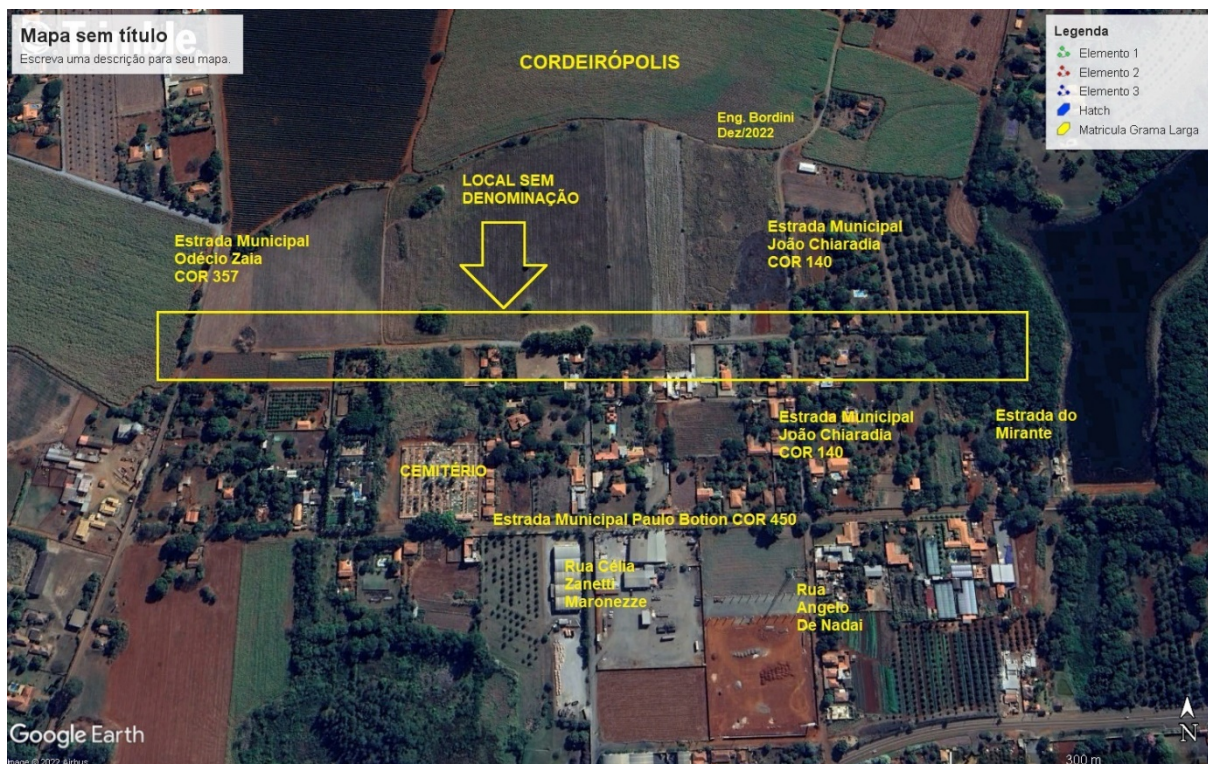 Mapa sem título
© Trimble
Escreva uma descrição para seu mapa.
Legenda
Elemento 1
Elemento 2
Elemento 3
Hatch
Matricula Grama Larga
CORDEIRÓPOLIS
Eng. Bordini
Dez/2022
LOCAL SEM
DENOMINAÇÃO
Estrada Municipal
Odécio Zaia
COR 357
Estrada Municipal
João Chiaradia
COR 140
Estrada Municipal
João Chiaradia
COR 140
Estrada do
Mirante
CEMITÉRIO
Estrada Municipal Paulo Botion COR 450
Rua Célia
Zanetti
Maronezze
Rua
Angelo
De Nadai
Google Earth
Image © 2022 Airbus
N
300 m